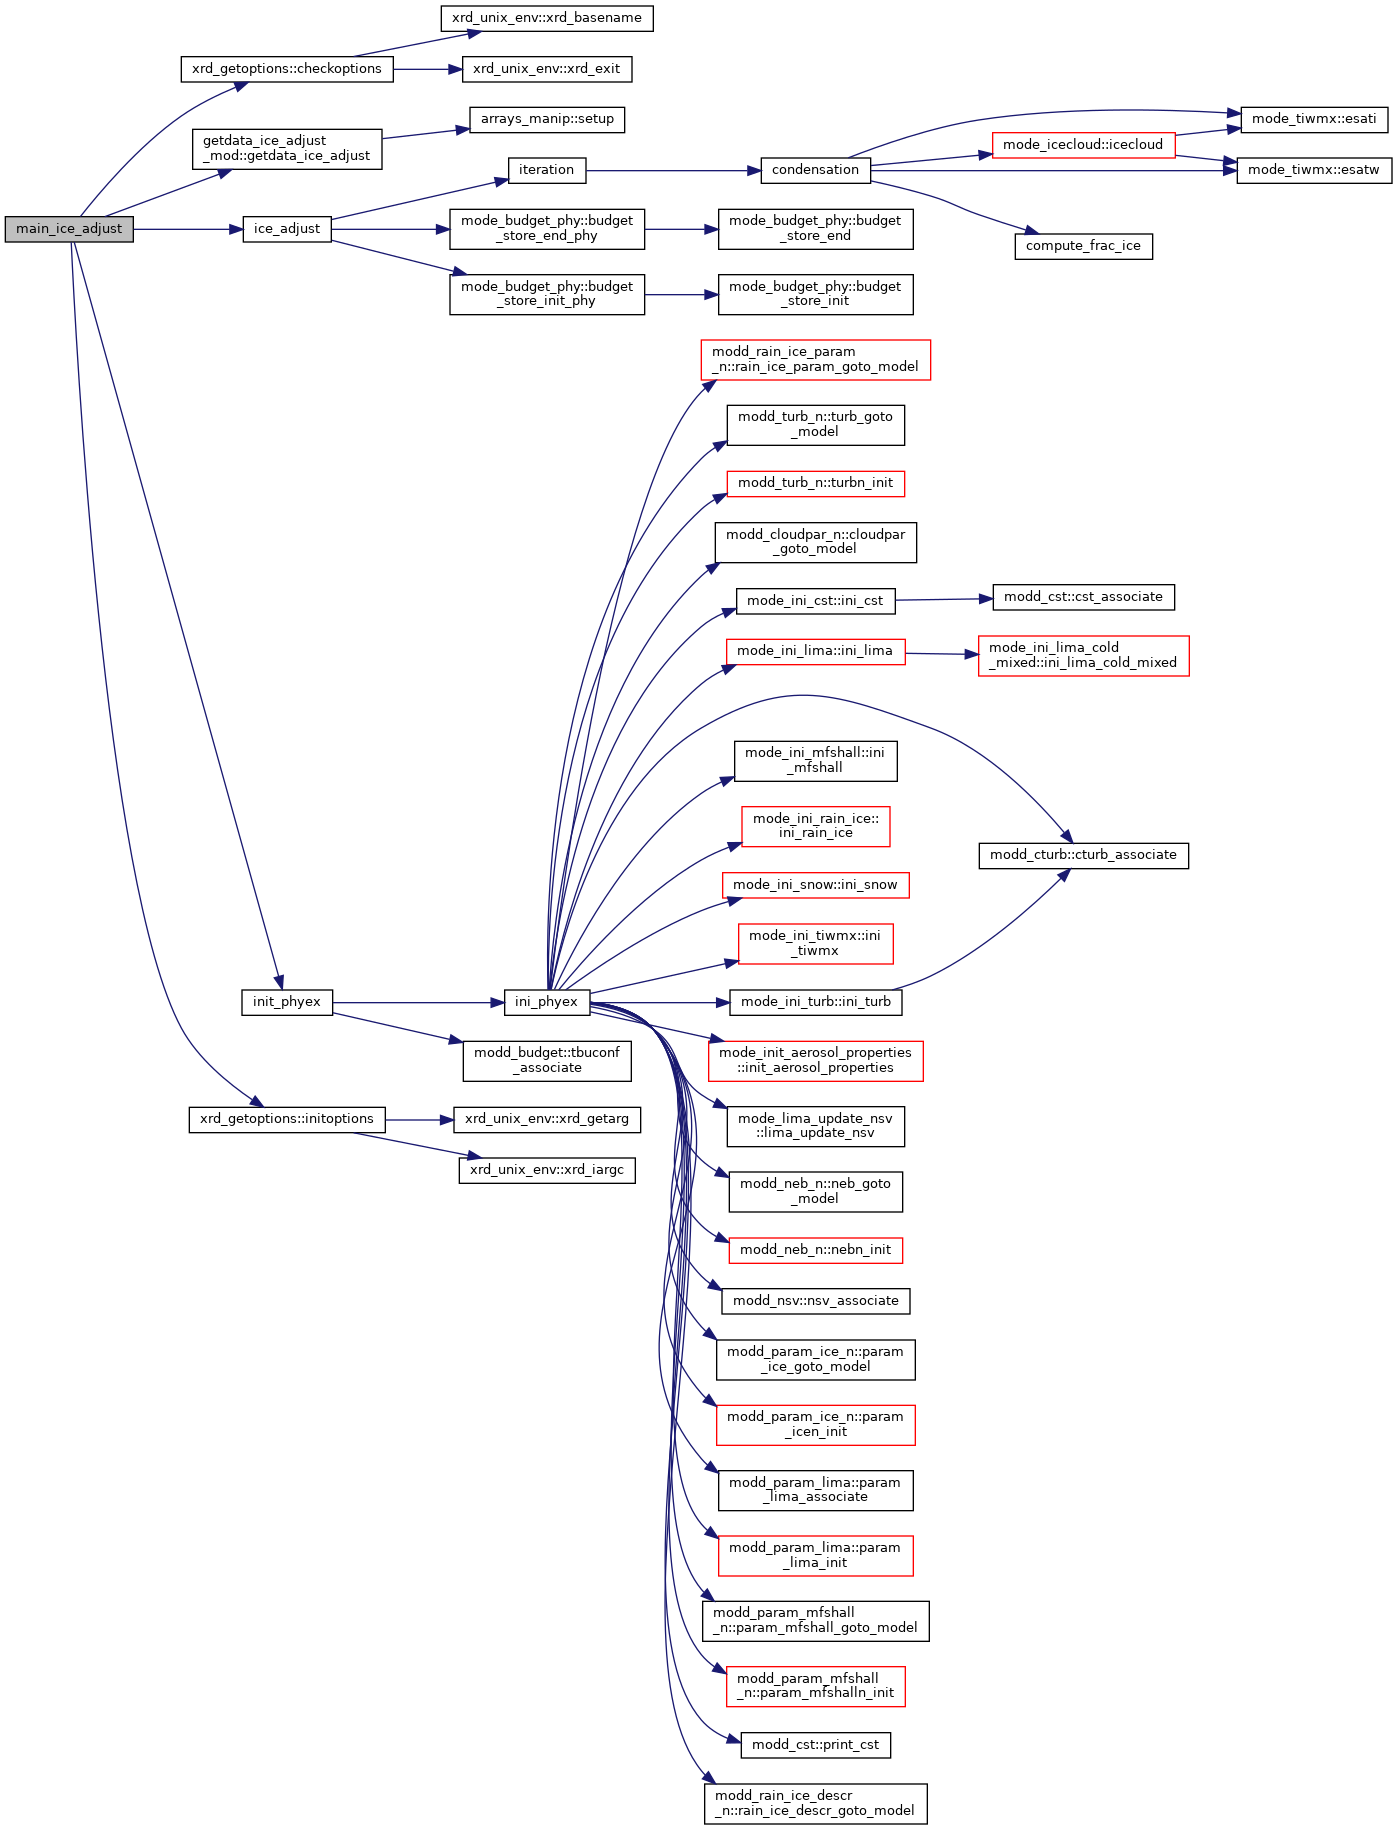 xrd_unix_env::xrd_basename
xrd_getoptions::checkoptions
xrd_unix_env::xrd_exit
arrays_manip::setup
mode_tiwmx::esati
getdata_ice_adjust
_mod::getdata_ice_adjust
mode_icecloud::icecloud
iteration
condensation
mode_tiwmx::esatw
main_ice_adjust
ice_adjust
mode_budget_phy::budget
_store_end_phy
mode_budget_phy::budget
_store_end
compute_frac_ice
mode_budget_phy::budget
_store_init_phy
mode_budget_phy::budget
_store_init
modd_rain_ice_param
_n::rain_ice_param_goto_model
modd_turb_n::turb_goto
_model
modd_turb_n::turbn_init
modd_cloudpar_n::cloudpar
_goto_model
mode_ini_cst::ini_cst
modd_cst::cst_associate
mode_ini_lima::ini_lima
mode_ini_lima_cold
_mixed::ini_lima_cold_mixed
mode_ini_mfshall::ini
_mfshall
mode_ini_rain_ice::
ini_rain_ice
modd_cturb::cturb_associate
mode_ini_snow::ini_snow
mode_ini_tiwmx::ini
_tiwmx
init_phyex
ini_phyex
mode_ini_turb::ini_turb
modd_budget::tbuconf
_associate
mode_init_aerosol_properties
::init_aerosol_properties
xrd_getoptions::initoptions
xrd_unix_env::xrd_getarg
mode_lima_update_nsv
::lima_update_nsv
xrd_unix_env::xrd_iargc
modd_neb_n::neb_goto
_model
modd_neb_n::nebn_init
modd_nsv::nsv_associate
modd_param_ice_n::param
_ice_goto_model
modd_param_ice_n::param
_icen_init
modd_param_lima::param
_lima_associate
modd_param_lima::param
_lima_init
modd_param_mfshall
_n::param_mfshall_goto_model
modd_param_mfshall
_n::param_mfshalln_init
modd_cst::print_cst
modd_rain_ice_descr
_n::rain_ice_descr_goto_model